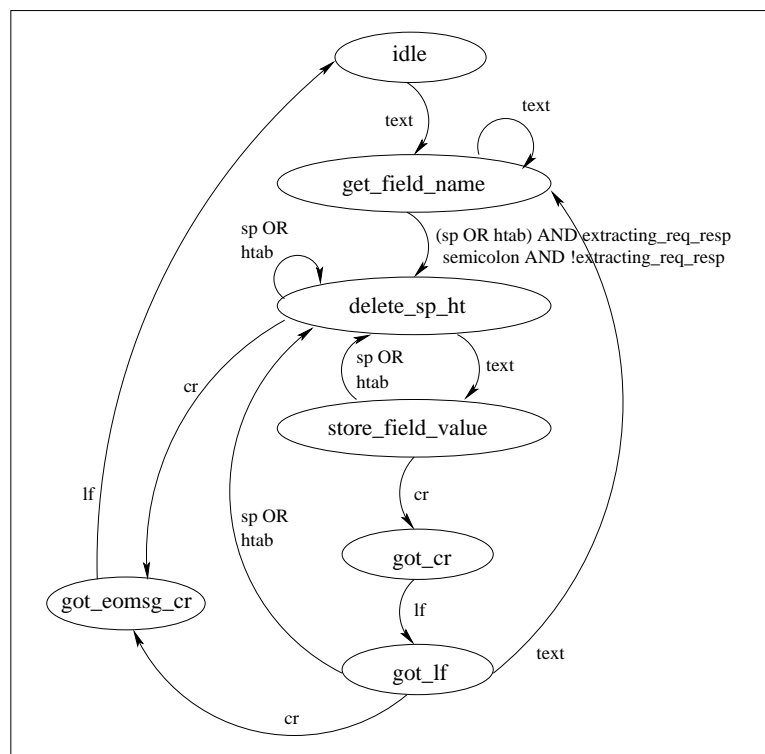 idle
text
text
get_field_name
(sp OR htab) AND extracting_req_resp
semicolon AND !extracting_req_resp
sp OR
htab
delete_sp_ht
sp OR
htab
text
cr
store_field_value
cr
lf
sp OR
htab
got_cr
got_eomsg_cr
lf
got_lf
text
cr